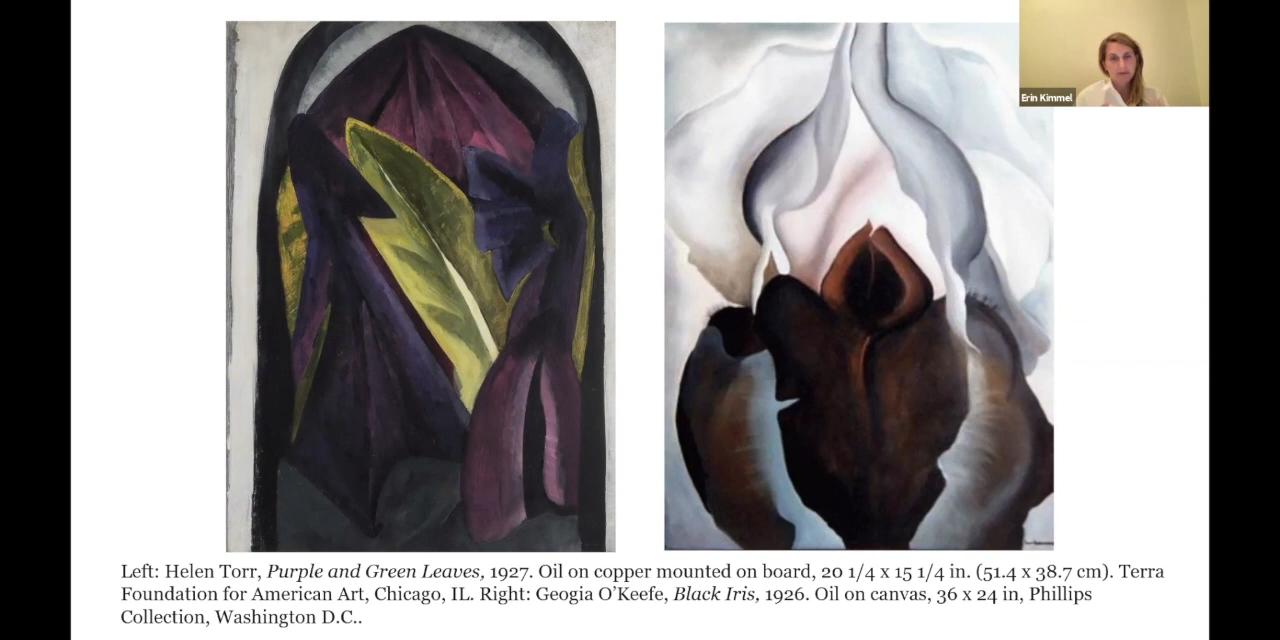 Erin Kimmel
Left: Helen Torr, Purple and Green Leaves, 1927. Oil on copper mounted on board, 20 1/4 x 15 1/4 in. (51.4 x 38.7 cm). Terra
Foundation for American Art, Chicago, IL. Right: Geogia O’Keefe, Black Iris, 1926. Oil on canvas, 36 x 24 in, Phillips
Collection, Washington D.C..